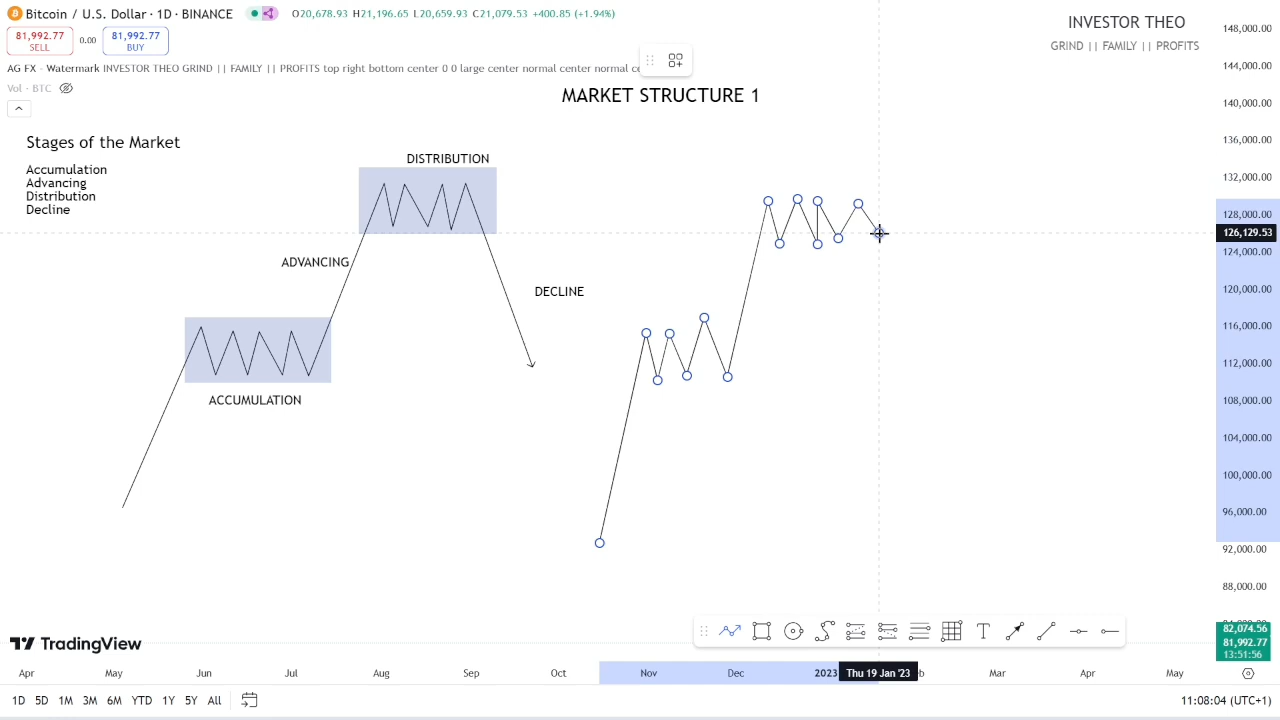 Bitcoin / U.S. Dollar · 1D · BINANCE
O20,678.93 H21,196.65 L20,659.93 C21,079.53 +400.85 (+1.94%)
81,992.77
SELL
0.00
81,992.77
BUY
AG FX - Watermark INVESTOR THEO GRIND || FAMILY || PROFITS top right bottom center 0 0 large center normal center normal
Vol · BTC
INVESTOR THEO
GRIND || FAMILY || PROFITS
MARKET STRUCTURE 1
Stages of the Market
Accumulation
Advancing
Distribution
Decline
DISTRIBUTION
ADVANCING
DECLINE
ACCUMULATION
148,000.00
144,000.00
140,000.00
136,000.00
132,000.00
128,000.00
126,129.53
124,000.00
120,000.00
116,000.00
112,000.00
108,000.00
104,000.00
100,000.00
96,000.00
92,000.00
88,000.00
82,074.56
81,992.77
13:51:56
TradingView
Apr May Jun Jul Aug Sep Oct Nov Dec 2023 Thu 19 Jan '23 Mar Apr May
1D 5D 1M 3M 6M YTD 1Y 5Y All
11:08:04 (UTC+1)